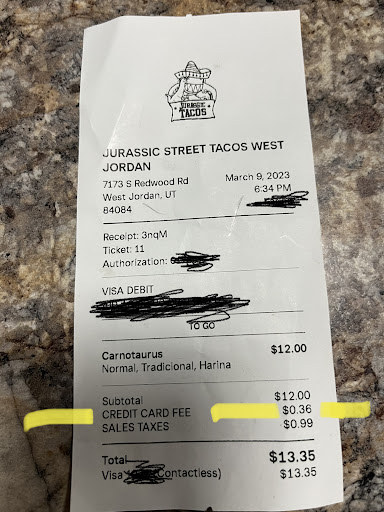 JURASSIC
TACOS
JURASSIC STREET TACOS WEST
JORDAN
7173 S Redwood Rd March 9, 2023
West Jordan, UT 6:34 PM
84084
Receipt: 3nqM
Ticket: 11
Authorization:
VISA DEBIT
TO GO
Carnotaurus $12.00
Normal, Tradicional, Harina
Subtotal $12.00
CREDIT CARD FEE $0.36
SALES TAXES $0.99
Total $13.35
Visa (Contactless) $13.35